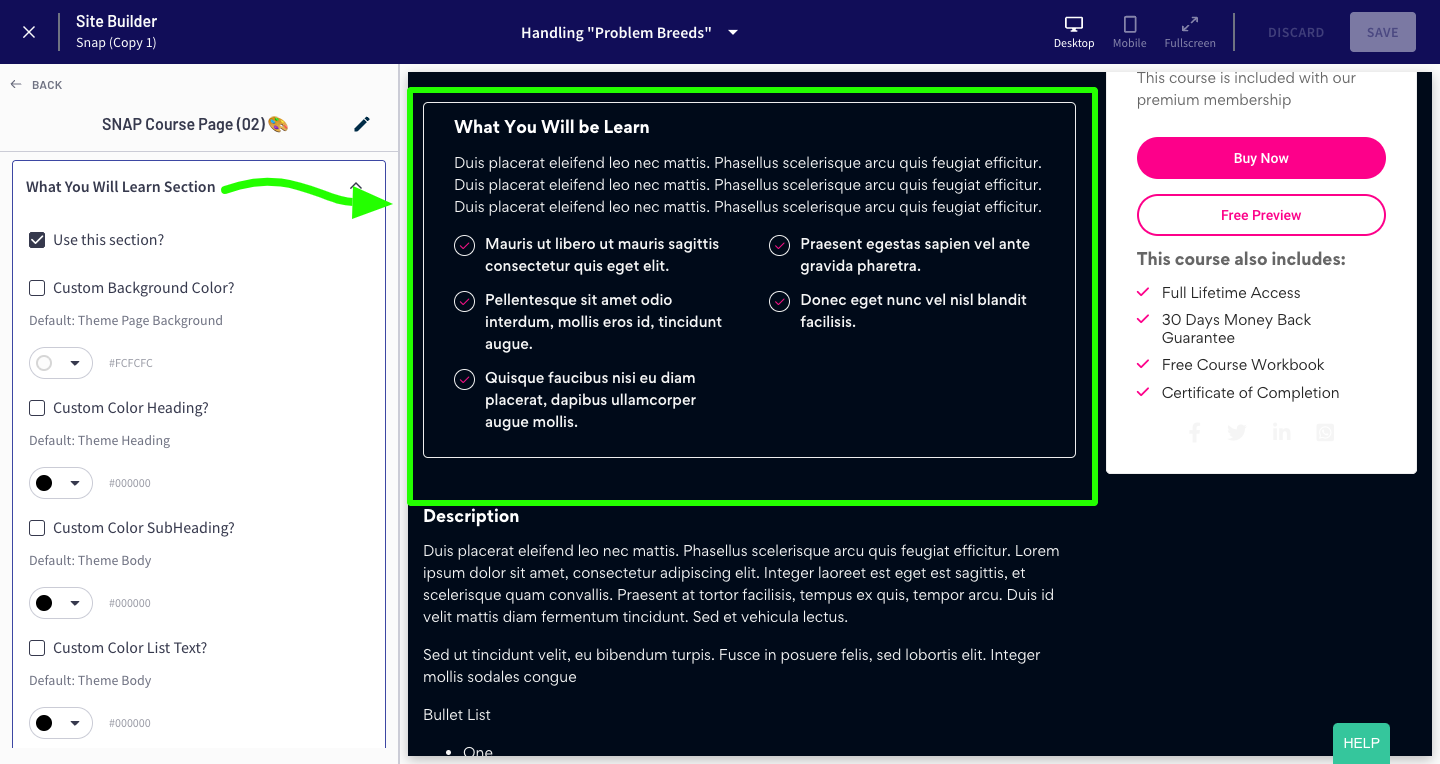 Site Builder
Snap (Copy 1)
Handling "Problem Breeds"
Desktop
Mobile
Fullscreen
DISCARD
SAVE
BACK
SNAP Course Page (02)🎨
What You Will Learn Section
Use this section?
Custom Background Color?
Default: Theme Page Background
#FCFCFC
Custom Color Heading?
Default: Theme Heading
#000000
Custom Color SubHeading?
Default: Theme Body
#000000
Custom Color List Text?
Default: Theme Body
#000000
What You Will be Learn
Duis placerat eleifend leo nec mattis. Phasellus scelerisque arcu quis feugiat efficitur.
Duis placerat eleifend leo nec mattis. Phasellus scelerisque arcu quis feugiat efficitur.
Duis placerat eleifend leo nec mattis. Phasellus scelerisque arcu quis feugiat efficitur.
Mauris ut libero ut mauris sagittis
consectetur quis eget elit.
Praesent egestas sapien vel ante
gravida pharetra.
Pellentesque sit amet odio
interdum, mollis eros id, tincidunt
augue.
Donec eget nunc vel nisl blandit
facilisis.
Quisque faucibus nisi eu diam
placerat, dapibus ullamcorper
augue mollis.
Description
Duis placerat eleifend leo nec mattis. Phasellus scelerisque arcu quis feugiat efficitur. Lorem
ipsum dolor sit amet, consectetur adipiscing elit. Integer laoreet est eget est sagittis, et
scelerisque quam convallis. Praesent at tortor facilisis, tempus ex quis, tempor arcu. Duis id
velit mattis diam fermentum tincidunt. Sed et vehicula lectus.
Sed ut tincidunt velit, eu bibendum turpis. Fusce in posuere felis, sed lobortis elit. Integer
mollis sodales congue
Bullet List
• One
This course is included with our
premium membership
Buy Now
Free Preview
This course also includes:
Full Lifetime Access
30 Days Money Back
Guarantee
Free Course Workbook
Certificate of Completion
HELP